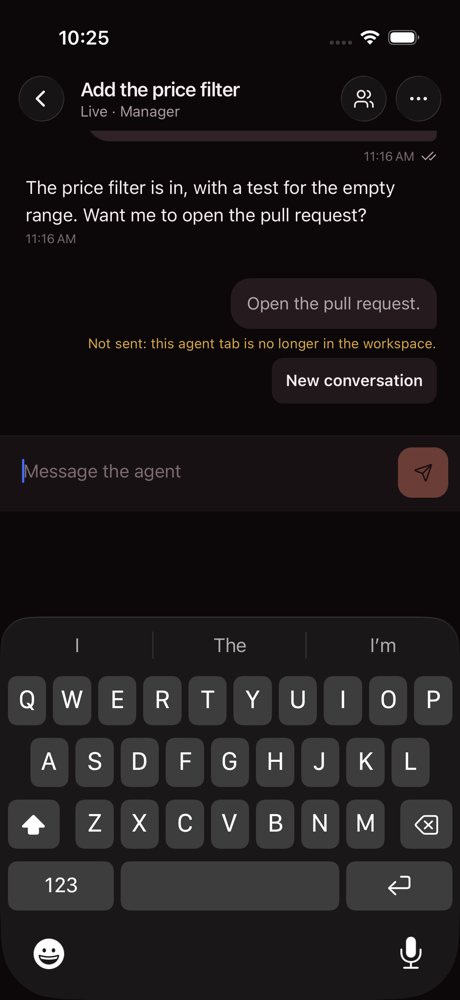 10:25
Add the price filter
Live · Manager
11:16 AM
The price filter is in, with a test for the empty
range. Want me to open the pull request?
11:16 AM
Open the pull request.
Not sent: this agent tab is no longer in the workspace.
New conversation
Message the agent
I The I'm
Q W E R T Y U I O P
A S D F G H J K L
Z X C V B N M
123